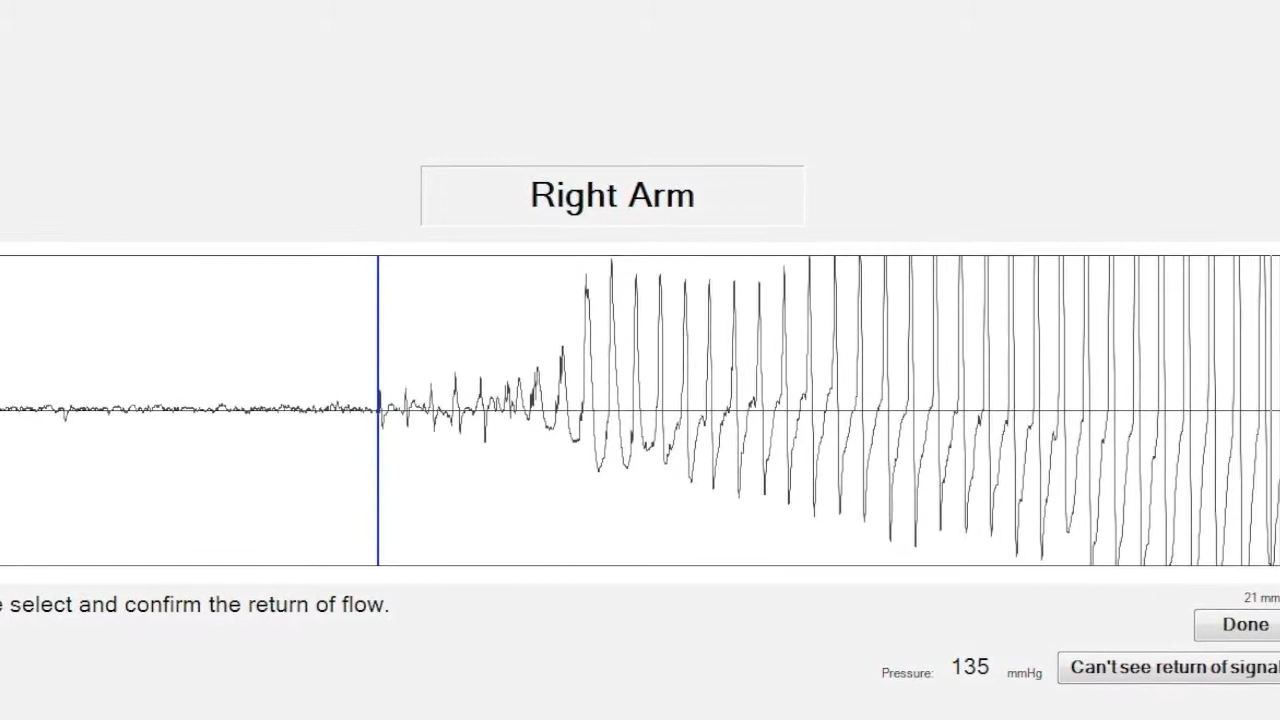 Right Arm
select and confirm the return of flow.
21
Done
Pressure: 135 mmHg
Can't see return of signal